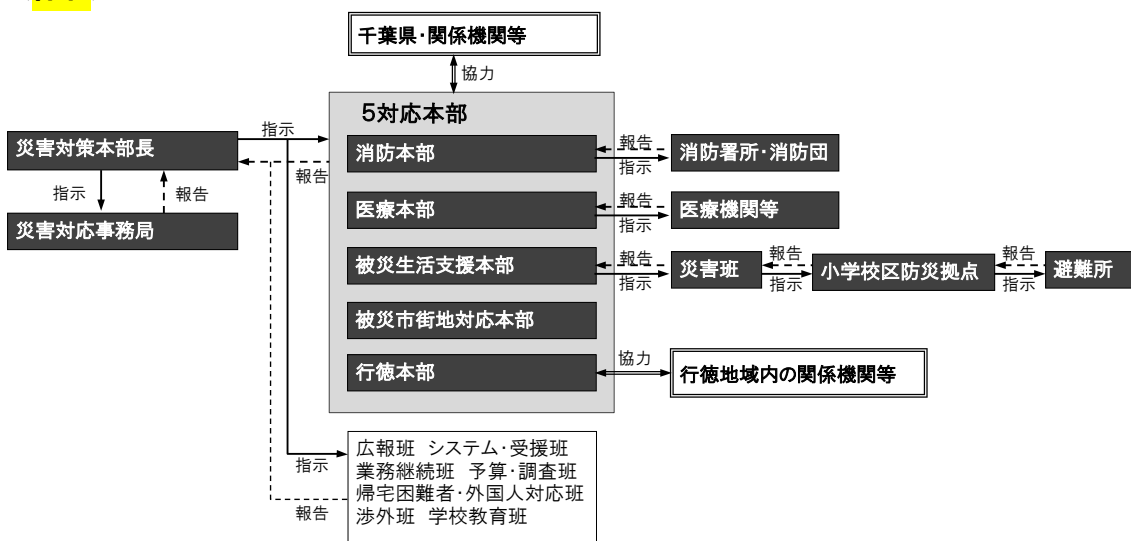 千葉県・関係機関等
協力
5対応本部
災害対策本部長
指示
報告
消防本部
報告
指示
消防署所・消防団
指示
報告
災害対応事務局
医療本部
報告
指示
医療機関等
被災生活支援本部
報告
指示
災害班
報告
指示
小学校区防災拠点
報告
指示
避難所
被災市街地対応本部
行徳本部
協力
行徳地域内の関係機関等
指示
報告
広報班 システム・受援班
業務継続班 予算・調査班
帰宅困難者・外国人対応班
渉外班 学校教育班